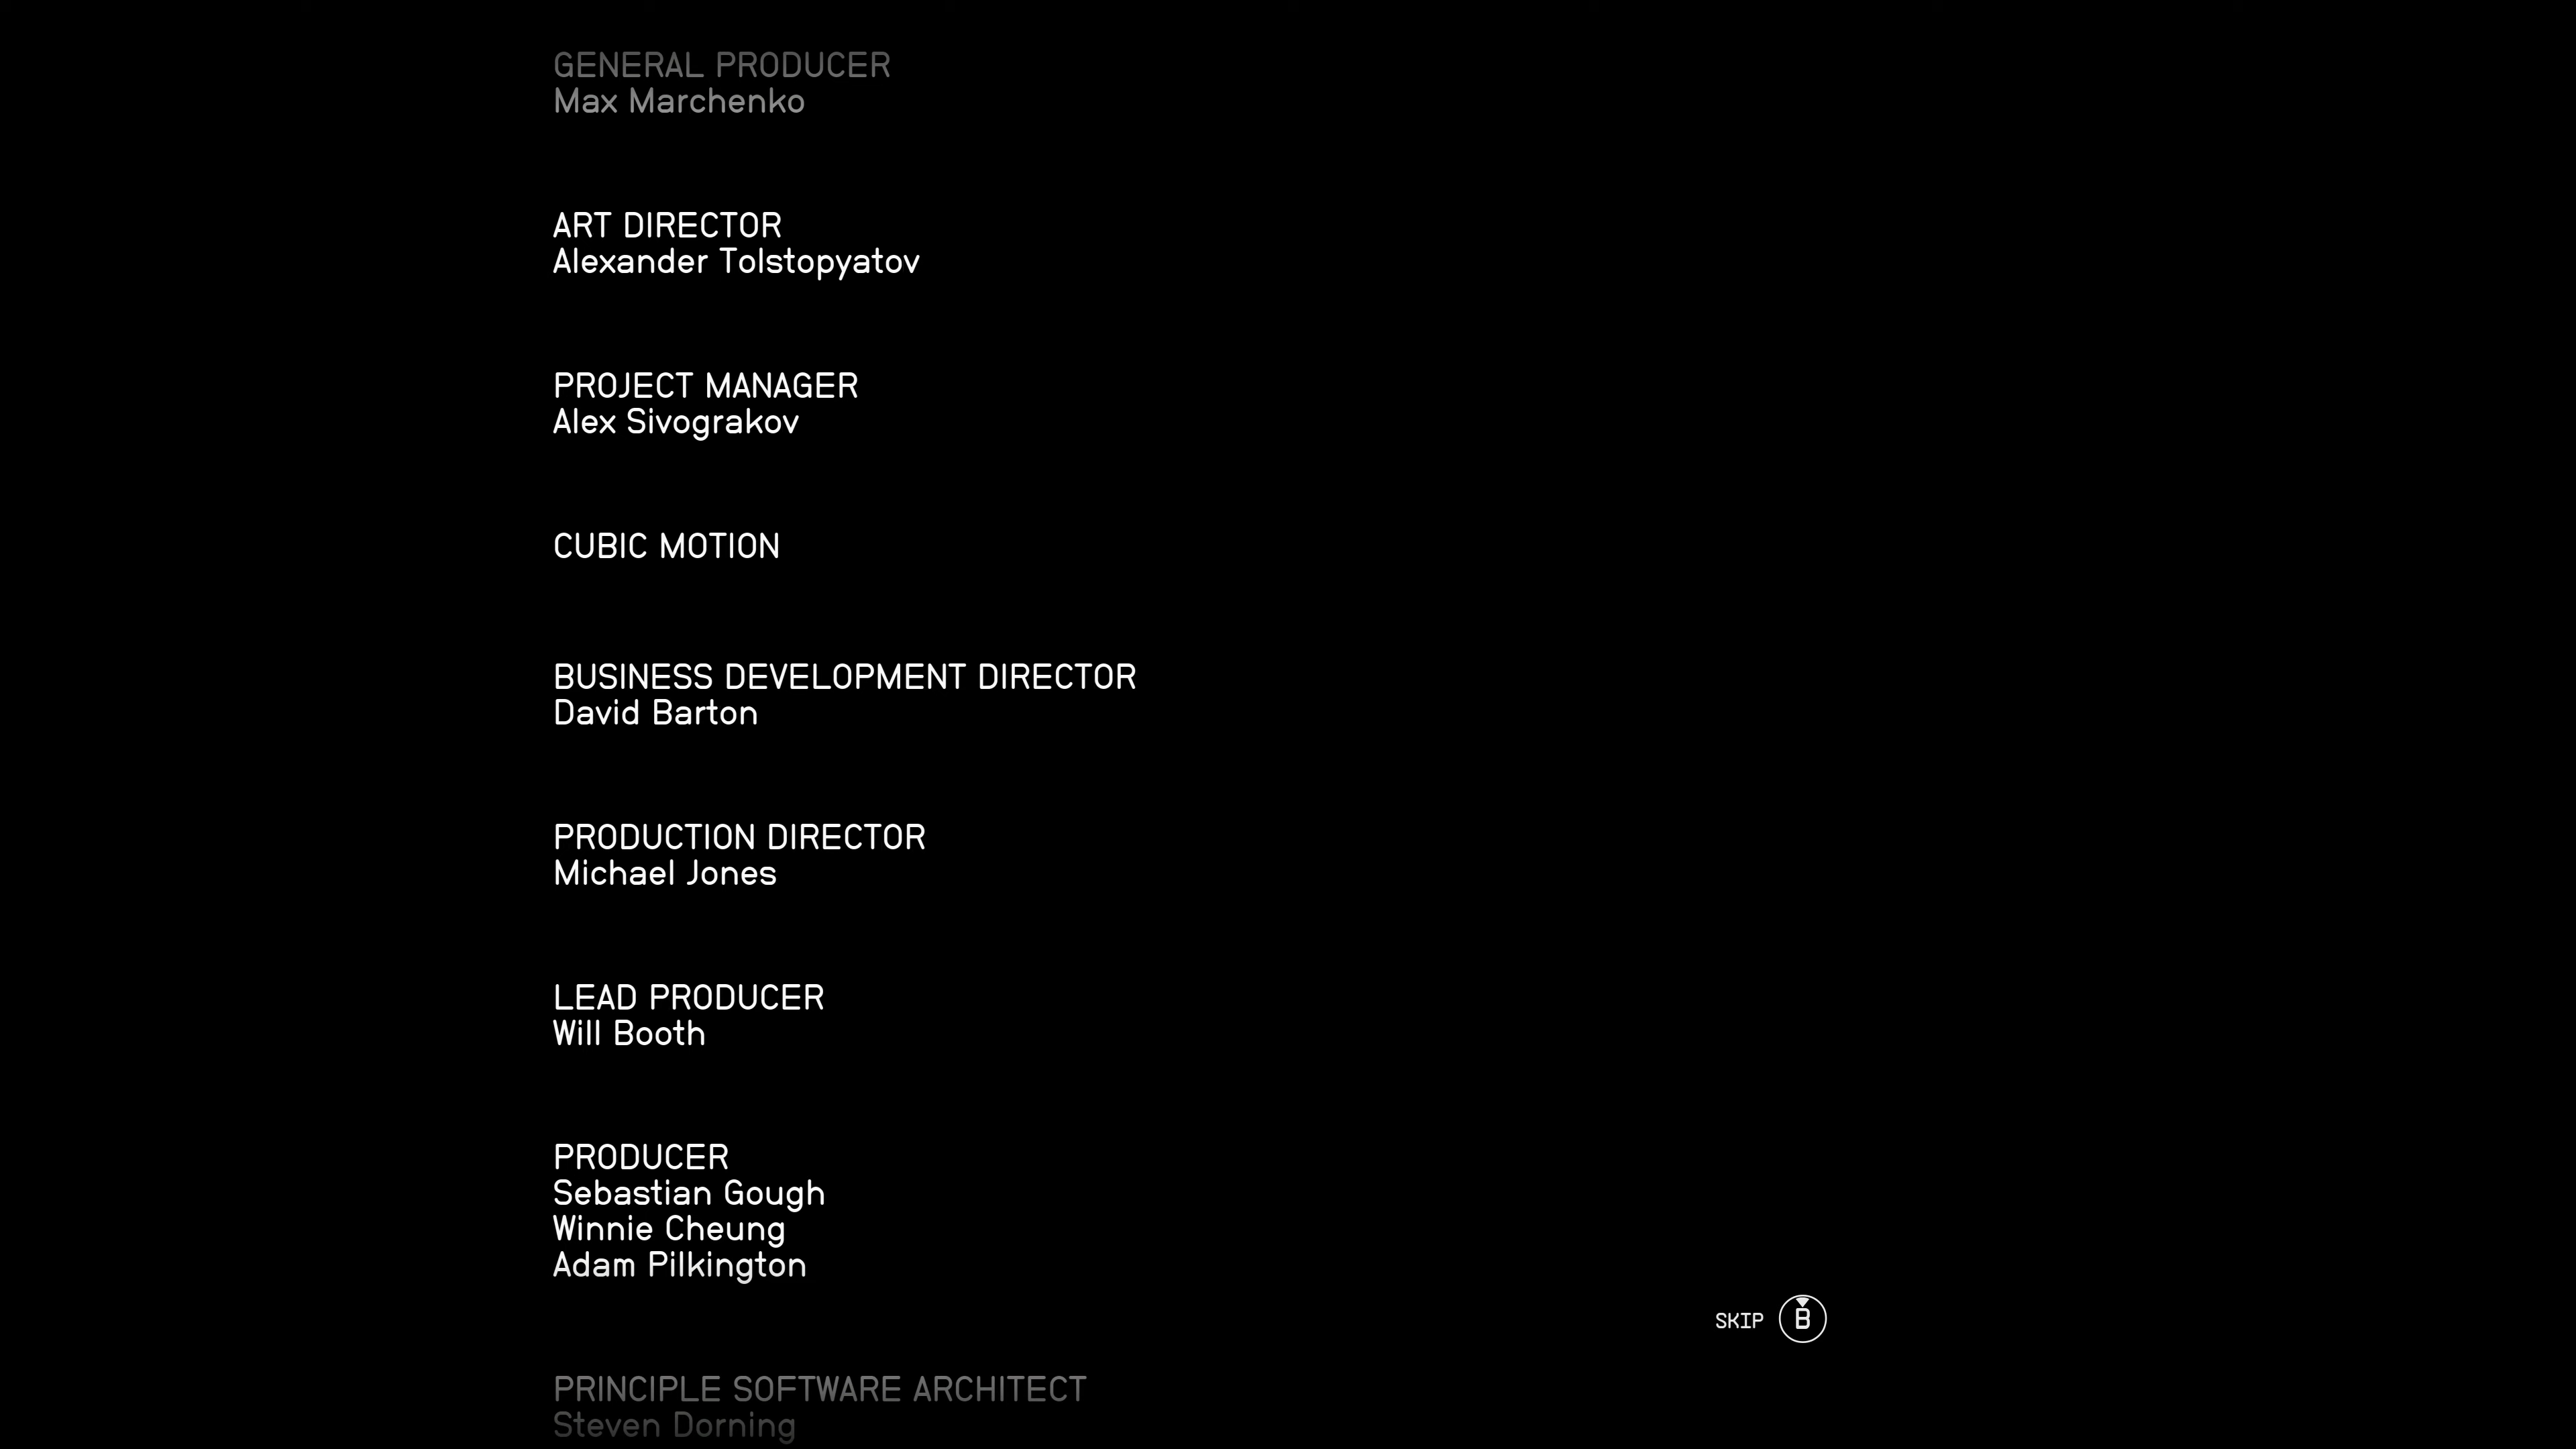 GENERAL PRODUCER
Max Marchenko
ART DIRECTOR
Alexander Tolstopyatov
PROJECT MANAGER
Alex Sivograkov
CUBIC MOTION
BUSINESS DEVELOPMENT DIRECTOR
David Barton
PRODUCTION DIRECTOR
Michael Jones
LEAD PRODUCER
Will Booth
PRODUCER
Sebastian Gough
Winnie Cheung
Adam Pilkington
SKIP B
PRINCIPLE SOFTWARE ARCHITECT
Steven Dorning